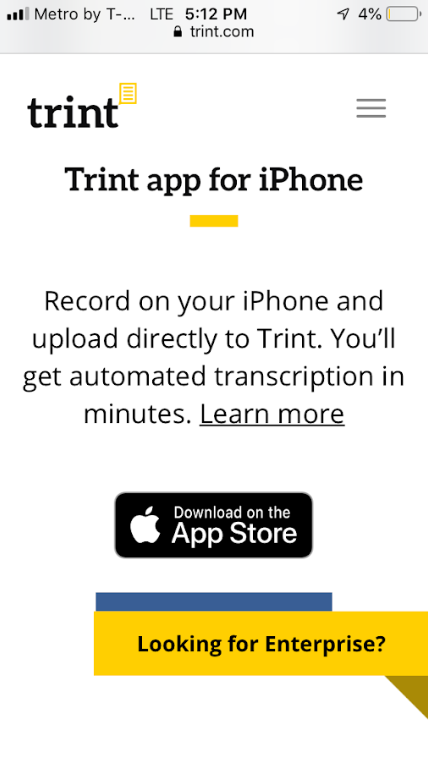 Metro by T-... LTE 5:12 PM 4%
trint.com
trint
Trint app for iPhone
Record on your iPhone and
upload directly to Trint. You’ll
get automated transcription in
minutes. Learn more
Download on the
App Store
Looking for Enterprise?